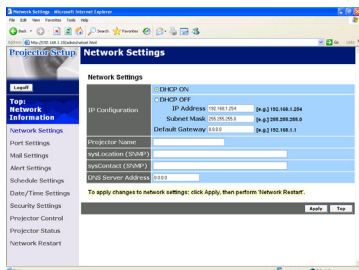 Network Settings - Microsoft Internet Explorer
File Edit View Favorites Tools Help
Back Search Favorites
Projector Setup
Network Settings
Logoff
Top:
Network
Information
Network Settings
Port Settings
Mail Settings
Alert Settings
Schedule Settings
Date/Time Settings
Security Settings
Projector Control
Projector Status
Network Restart
Network Settings
IP Configuration
DHCP ON
DHCP OFF
IP Address 192.168.1.254 [e.g.] 192.168.1.254
Subnet Mask 255.255.255.0 [e.g.] 255.255.255.0
Default Gateway 0.0.0.0 [e.g.] 192.168.1.1
Projector Name
sysLocation (SNMP)
sysContact (SNMP)
DNS Server Address 0.0.0.0
To apply changes to network settings: click Apply, then perform 'Network Restart'.
Apply Top